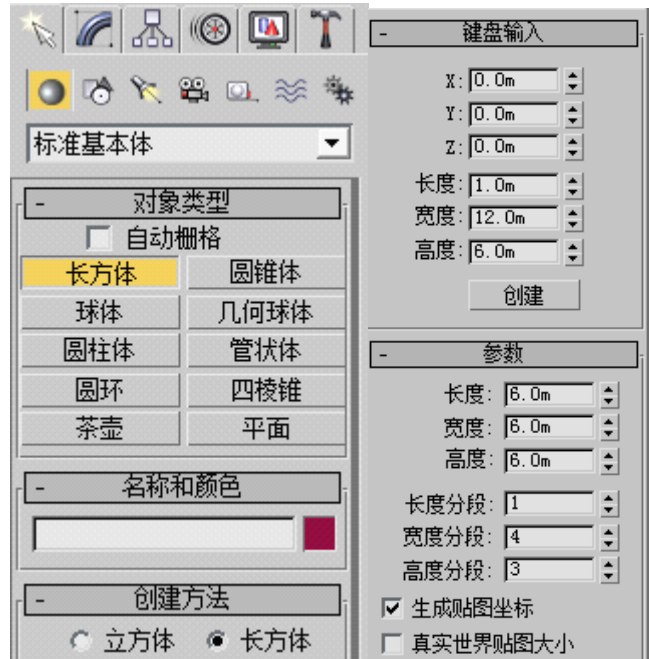 标准基本体
- 对象类型
自动栅格
长方体 圆锥体
球体 几何球体
圆柱体 管状体
圆环 四棱锥
茶壶 平面
- 名称和颜色
- 创建方法
立方体 长方体
- 键盘输入
X: 0.0m
Y: 0.0m
Z: 0.0m
长度: 1.0m
宽度: 12.0m
高度: 6.0m
创建
- 参数
长度: 6.0m
宽度: 6.0m
高度: 6.0m
长度分段: 1
宽度分段: 4
高度分段: 3
生成贴图坐标
真实世界贴图大小